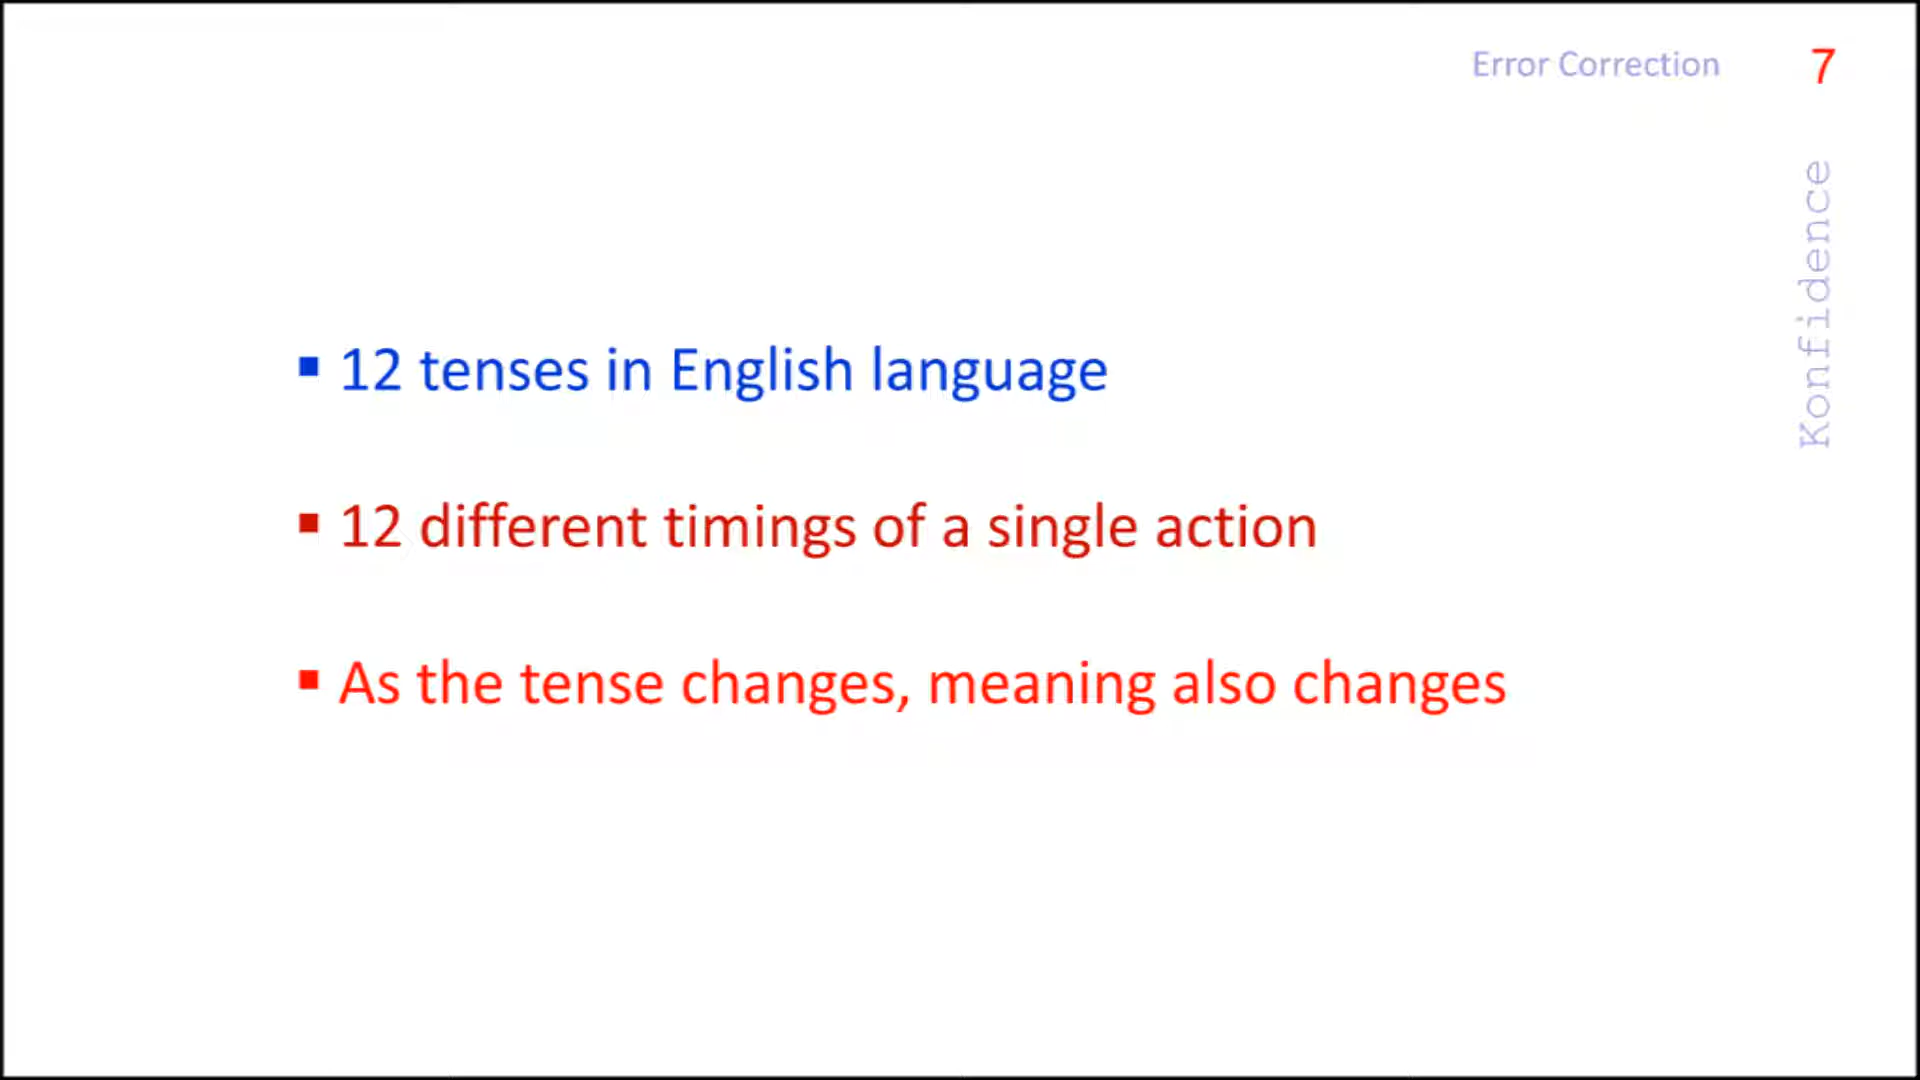 Error Correction 7
Konfidence
▪ 12 tenses in English language
▪ 12 different timings of a single action
▪ As the tense changes, meaning also changes